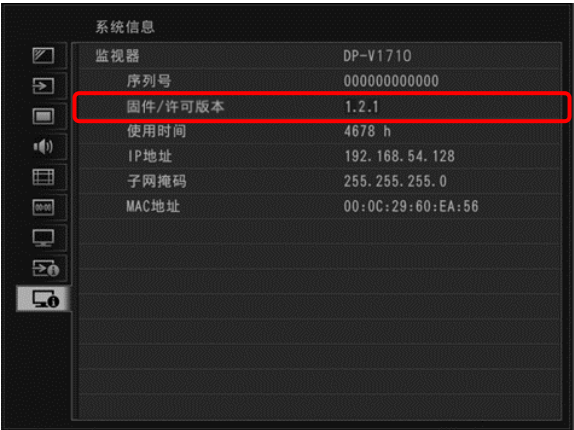 系统信息
监视器 DP-V1710
序列号 000000000000
固件/许可版本 1.2.1
使用时间 4678 h
IP地址 192.168.54.128
子网掩码 255.255.255.0
MAC地址 00:0C:29:60:EA:56
00:00